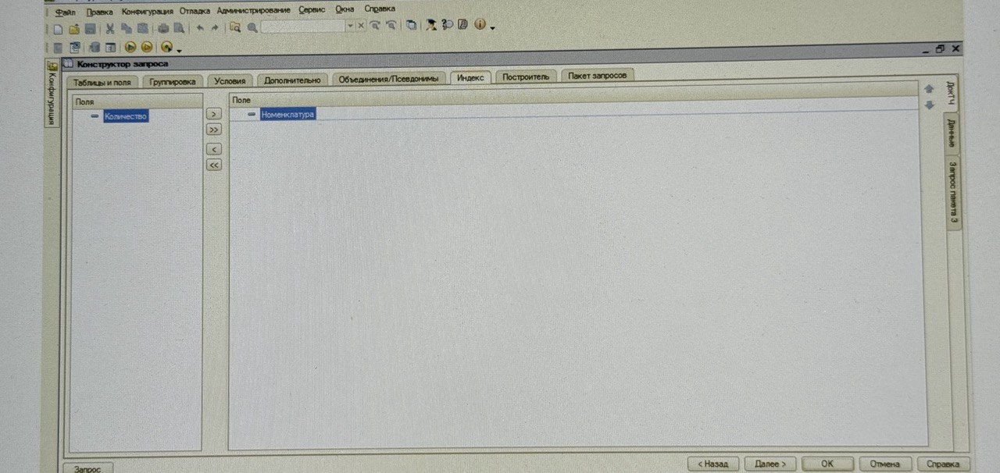 Файл Правка Конфигурация Отладка Администрирование Сервис Окна Справка
Конструктор запроса
Таблицы и поля Группировка Условия Дополнительно Объединения/Псевдонимы Индекс Построитель Пакет запросов
Конфигурация
Поля
Количество
>
>>
<
<<
Поле
Номенклатура
ДокТЧ
Данные
Запрос пакета 3
Запрос
< Назад Далее > ОК Отмена Справка